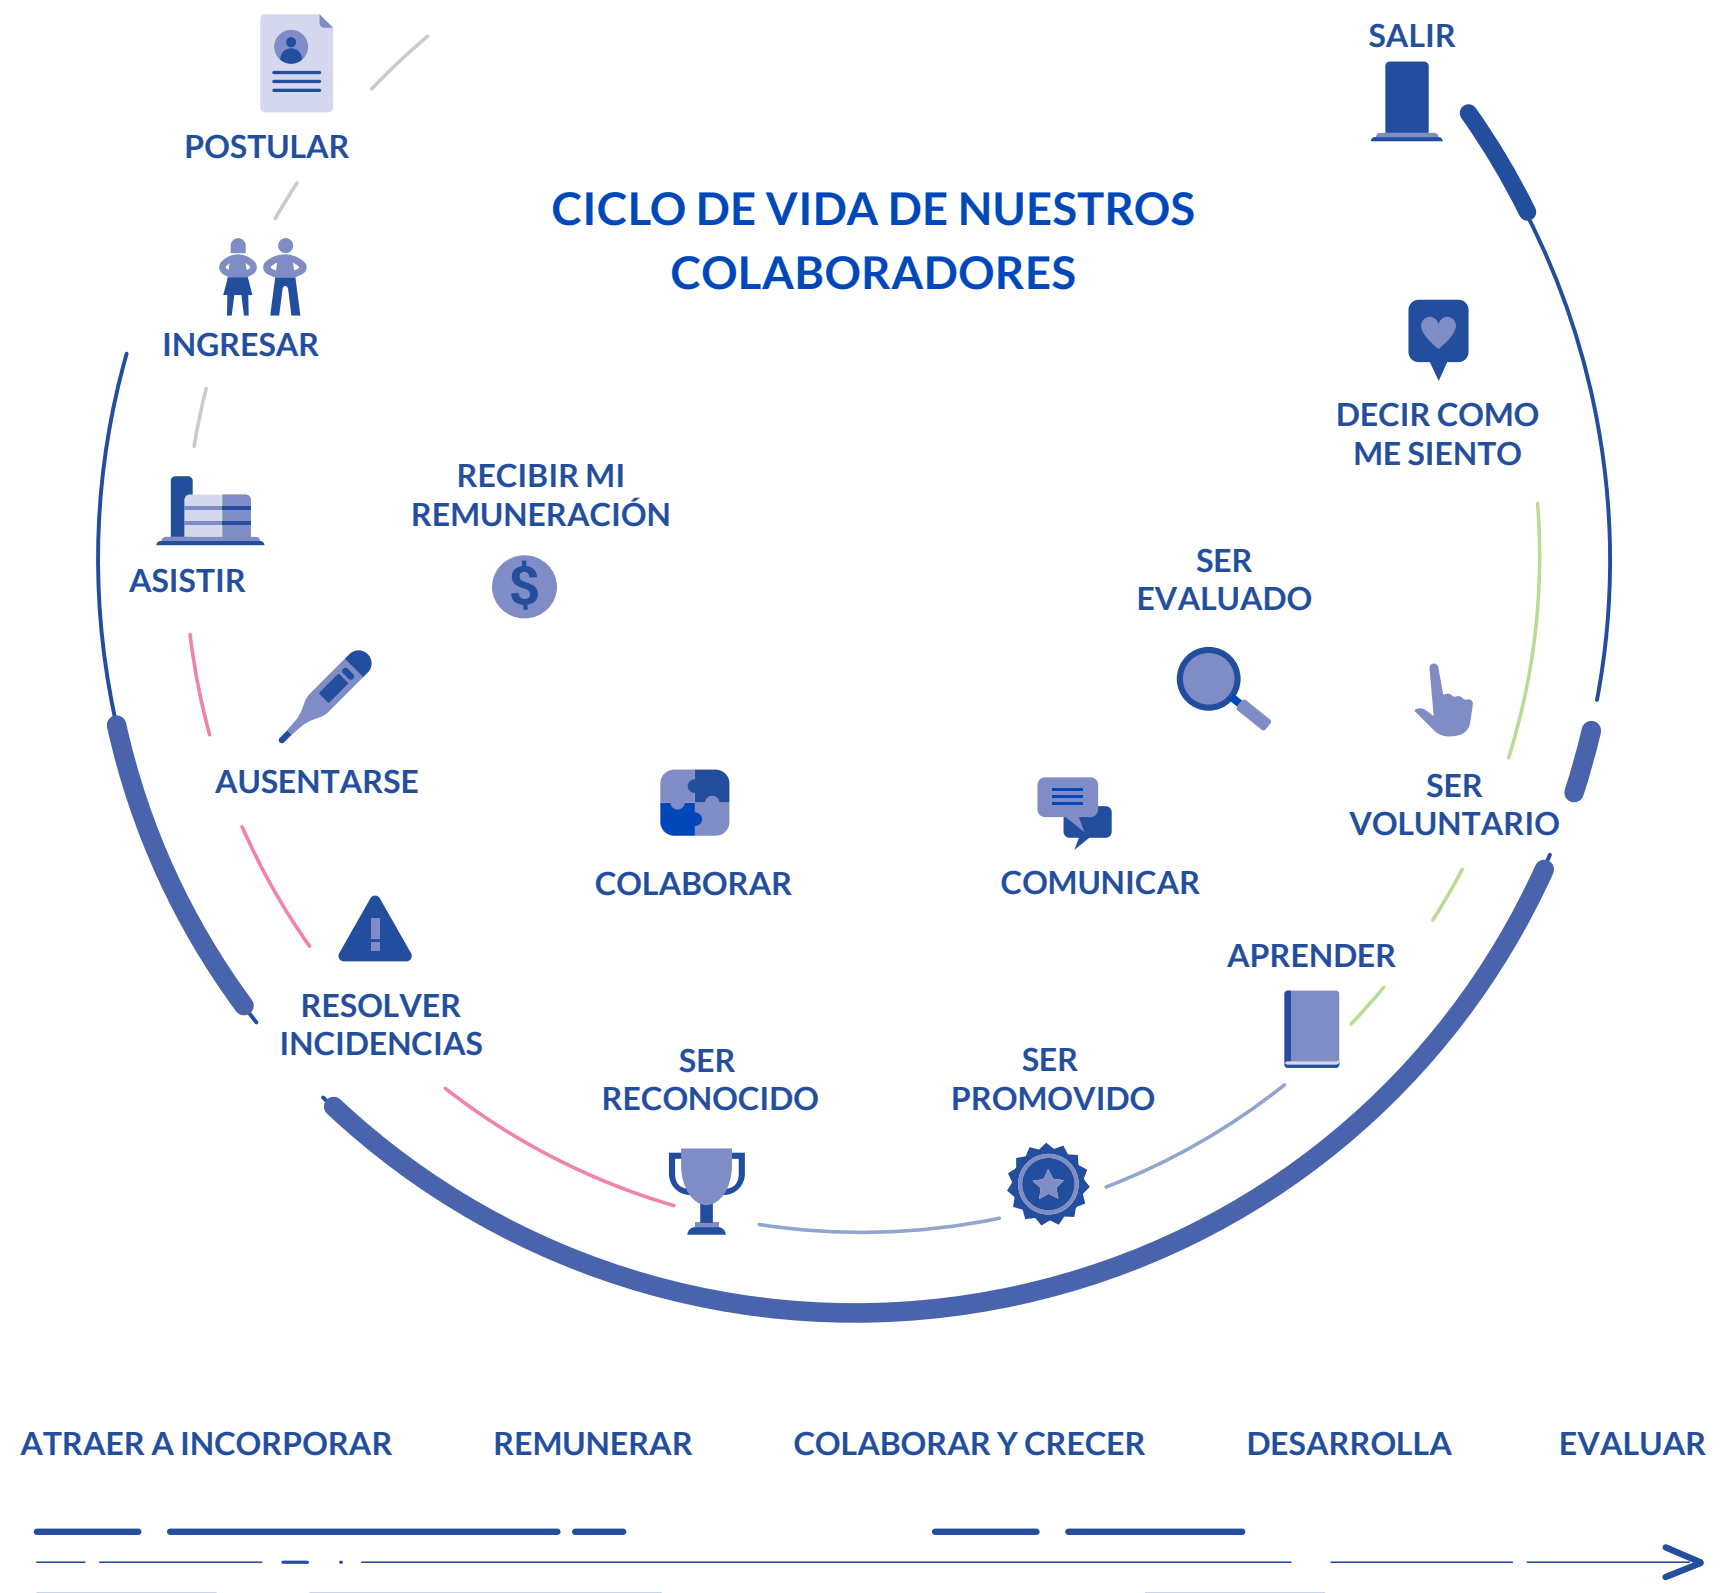 SALIR
POSTULAR
CICLO DE VIDA DE NUESTROS
COLABORADORES
INGRESAR
DECIR COMO
ME SIENTO
RECIBIR MI
REMUNERACIÓN
$
ASISTIR
SER
EVALUADO
AUSENTARSE
SER
VOLUNTARIO
COLABORAR
COMUNICAR
APRENDER
RESOLVER
INCIDENCIAS
SER
RECONOCIDO
SER
PROMOVIDO
ATRAER A INCORPORAR
REMUNERAR
COLABORAR Y CRECER
DESARROLLA
EVALUAR